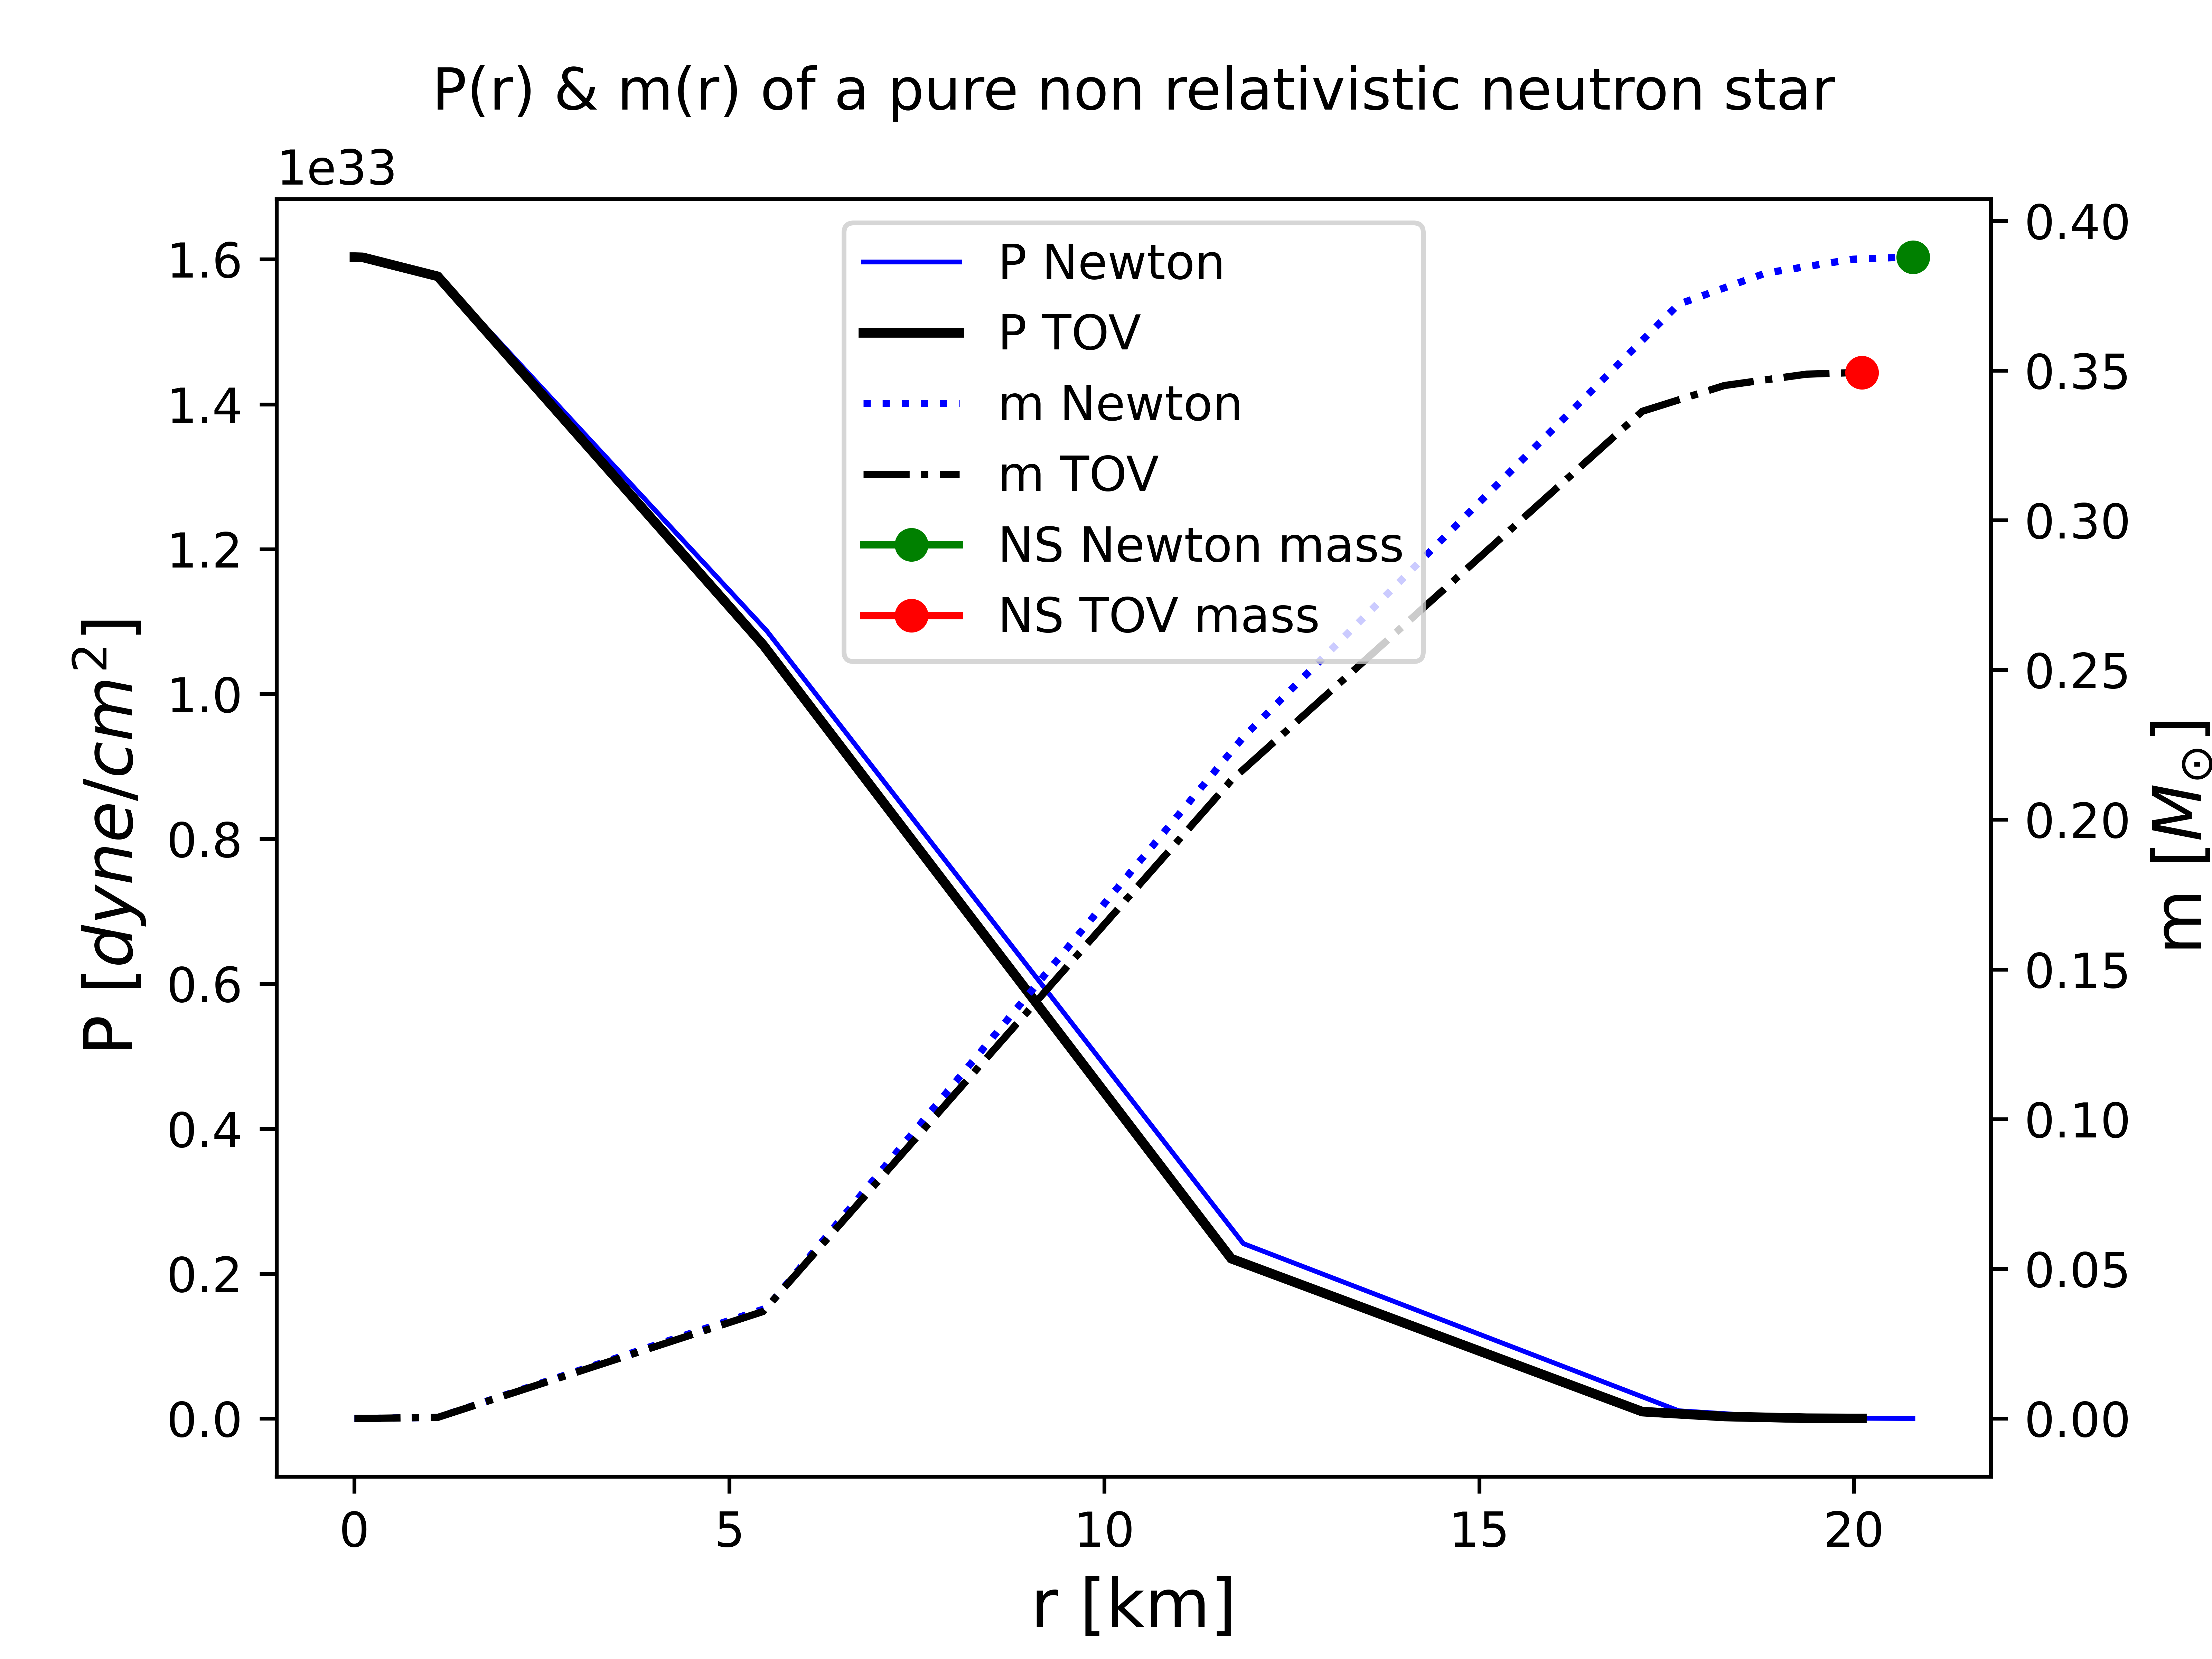 P(r) & m(r) of a pure non relativistic neutron star
1e33
P [dyne/cm²]
1.6
1.4
1.2
1.0
0.8
0.6
0.4
0.2
0.0
P Newton
P TOV
m Newton
m TOV
NS Newton mass
NS TOV mass
0.40
0.35
0.30
0.25
0.20
0.15
0.10
0.05
0.00
m [M⊙]
0 5 10 15 20
r [km]